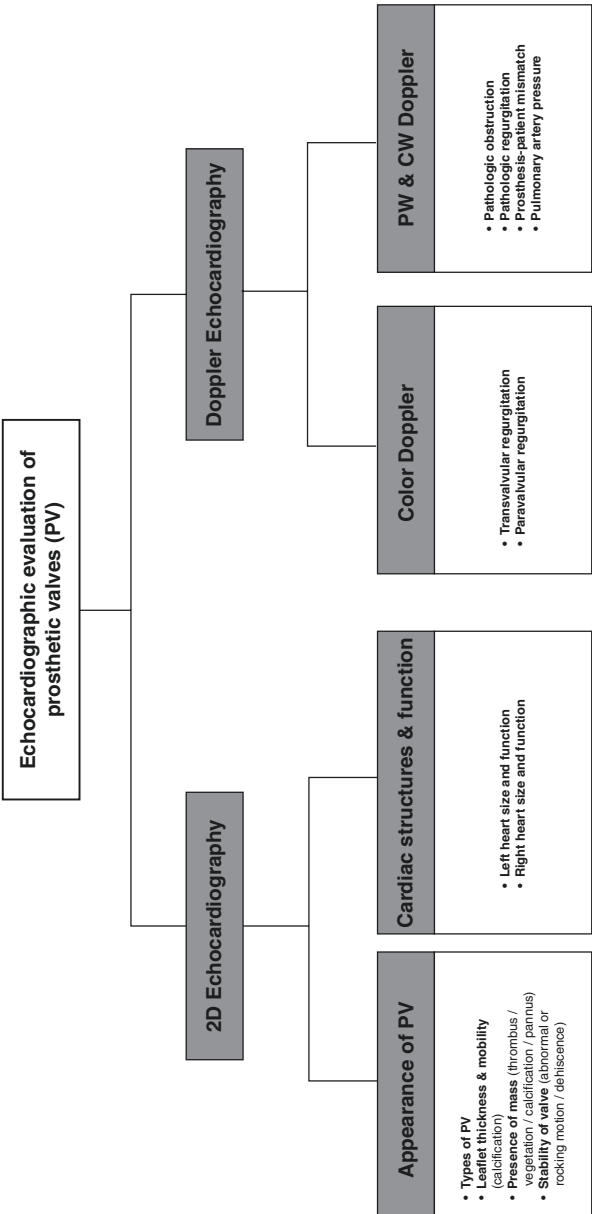 Echocardiographic evaluation of
prosthetic valves (PV)
2D Echocardiography
Doppler Echocardiography
Appearance of PV
• Types of PV
• Leaflet thickness & mobility
(calcification)
• Presence of mass (thrombus /
vegetation / calcification / pannus)
• Stability of valve (abnormal or
rocking motion / dehiscence)
Cardiac structures & function
• Left heart size and function
• Right heart size and function
Color Doppler
• Transvalvular regurgitation
• Paravalvular regurgitation
PW & CW Doppler
• Pathologic obstruction
• Pathologic regurgitation
• Prosthesis-patient mismatch
• Pulmonary artery pressure